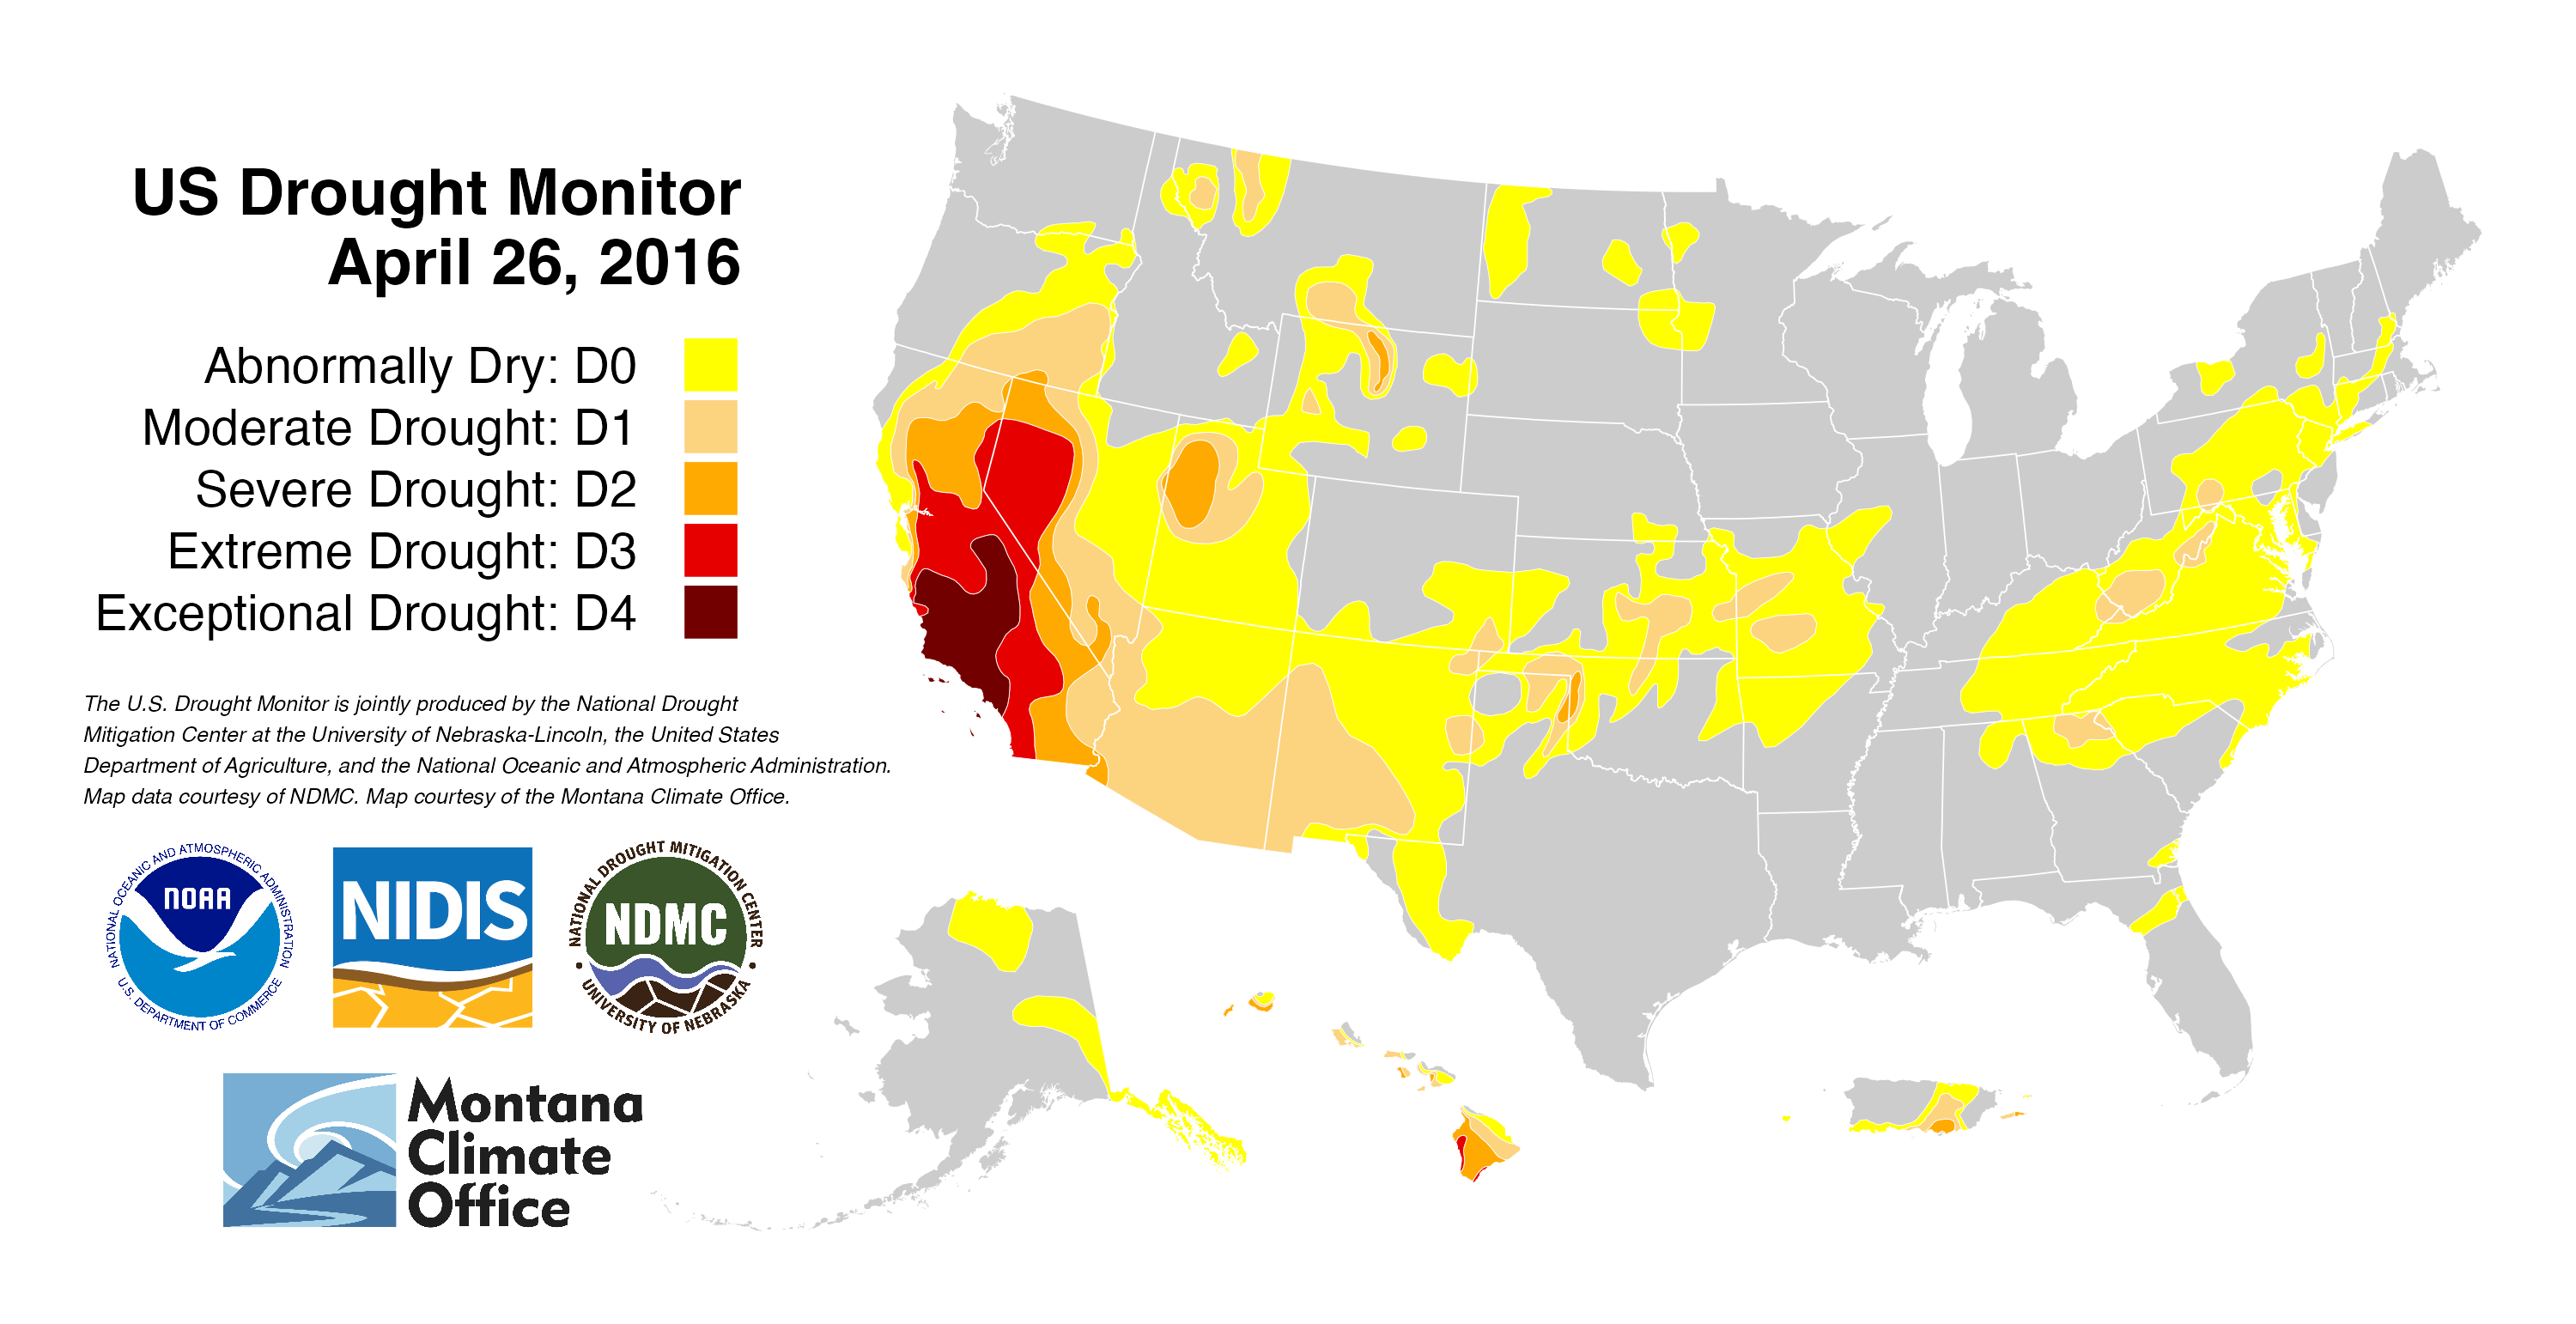 US Drought Monitor
April 26, 2016
Abnormally Dry: D0
Moderate Drought: D1
Severe Drought: D2
Extreme Drought: D3
Exceptional Drought: D4
The U.S. Drought Monitor is jointly produced by the National Drought
Mitigation Center at the University of Nebraska-Lincoln, the United States
Department of Agriculture, and the National Oceanic and Atmospheric Administration.
Map data courtesy of NDMC. Map courtesy of the Montana Climate Office.
NATIONAL OCEANIC AND ATMOSPHERIC ADMINISTRATION
NOAA
U.S. DEPARTMENT OF COMMERCE
NIDIS
NATIONAL DROUGHT MITIGATION CENTER
NDMC
UNIVERSITY OF NEBRASKA
Montana
Climate
Office